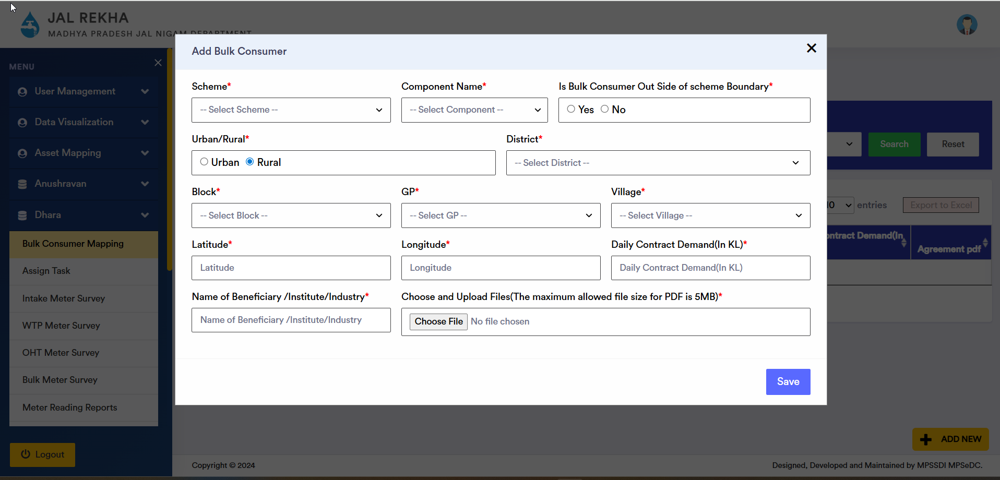 JAL REKHA
MADHYA PRADESH JAL NIGAM DEPARTMENT
MENU
User Management
Data Visualization
Asset Mapping
Anushravan
Dhara
Bulk Consumer Mapping
Assign Task
Intake Meter Survey
WTP Meter Survey
OHT Meter Survey
Bulk Meter Survey
Meter Reading Reports
Logout
Add Bulk Consumer
Scheme* Component Name* Is Bulk Consumer Out Side of scheme Boundary*
-- Select Scheme -- -- Select Component -- Yes No
Urban/Rural* District*
Urban Rural -- Select District --
Block* GP* Village*
-- Select Block -- -- Select GP -- -- Select Village --
Latitude* Longitude* Daily Contract Demand(In KL)*
Latitude Longitude Daily Contract Demand(In KL)
Name of Beneficiary /Institute/Industry* Choose and Upload Files(The maximum allowed file size for PDF is 5MB)*
Name of Beneficiary /Institute/Industry Choose File No file chosen
Save
Search Reset
entries Export to Excel
Demand(In
Agreement pdf
ADD NEW
Copyright © 2024 Designed, Developed and Maintained by MPSSDI MPSeDC.